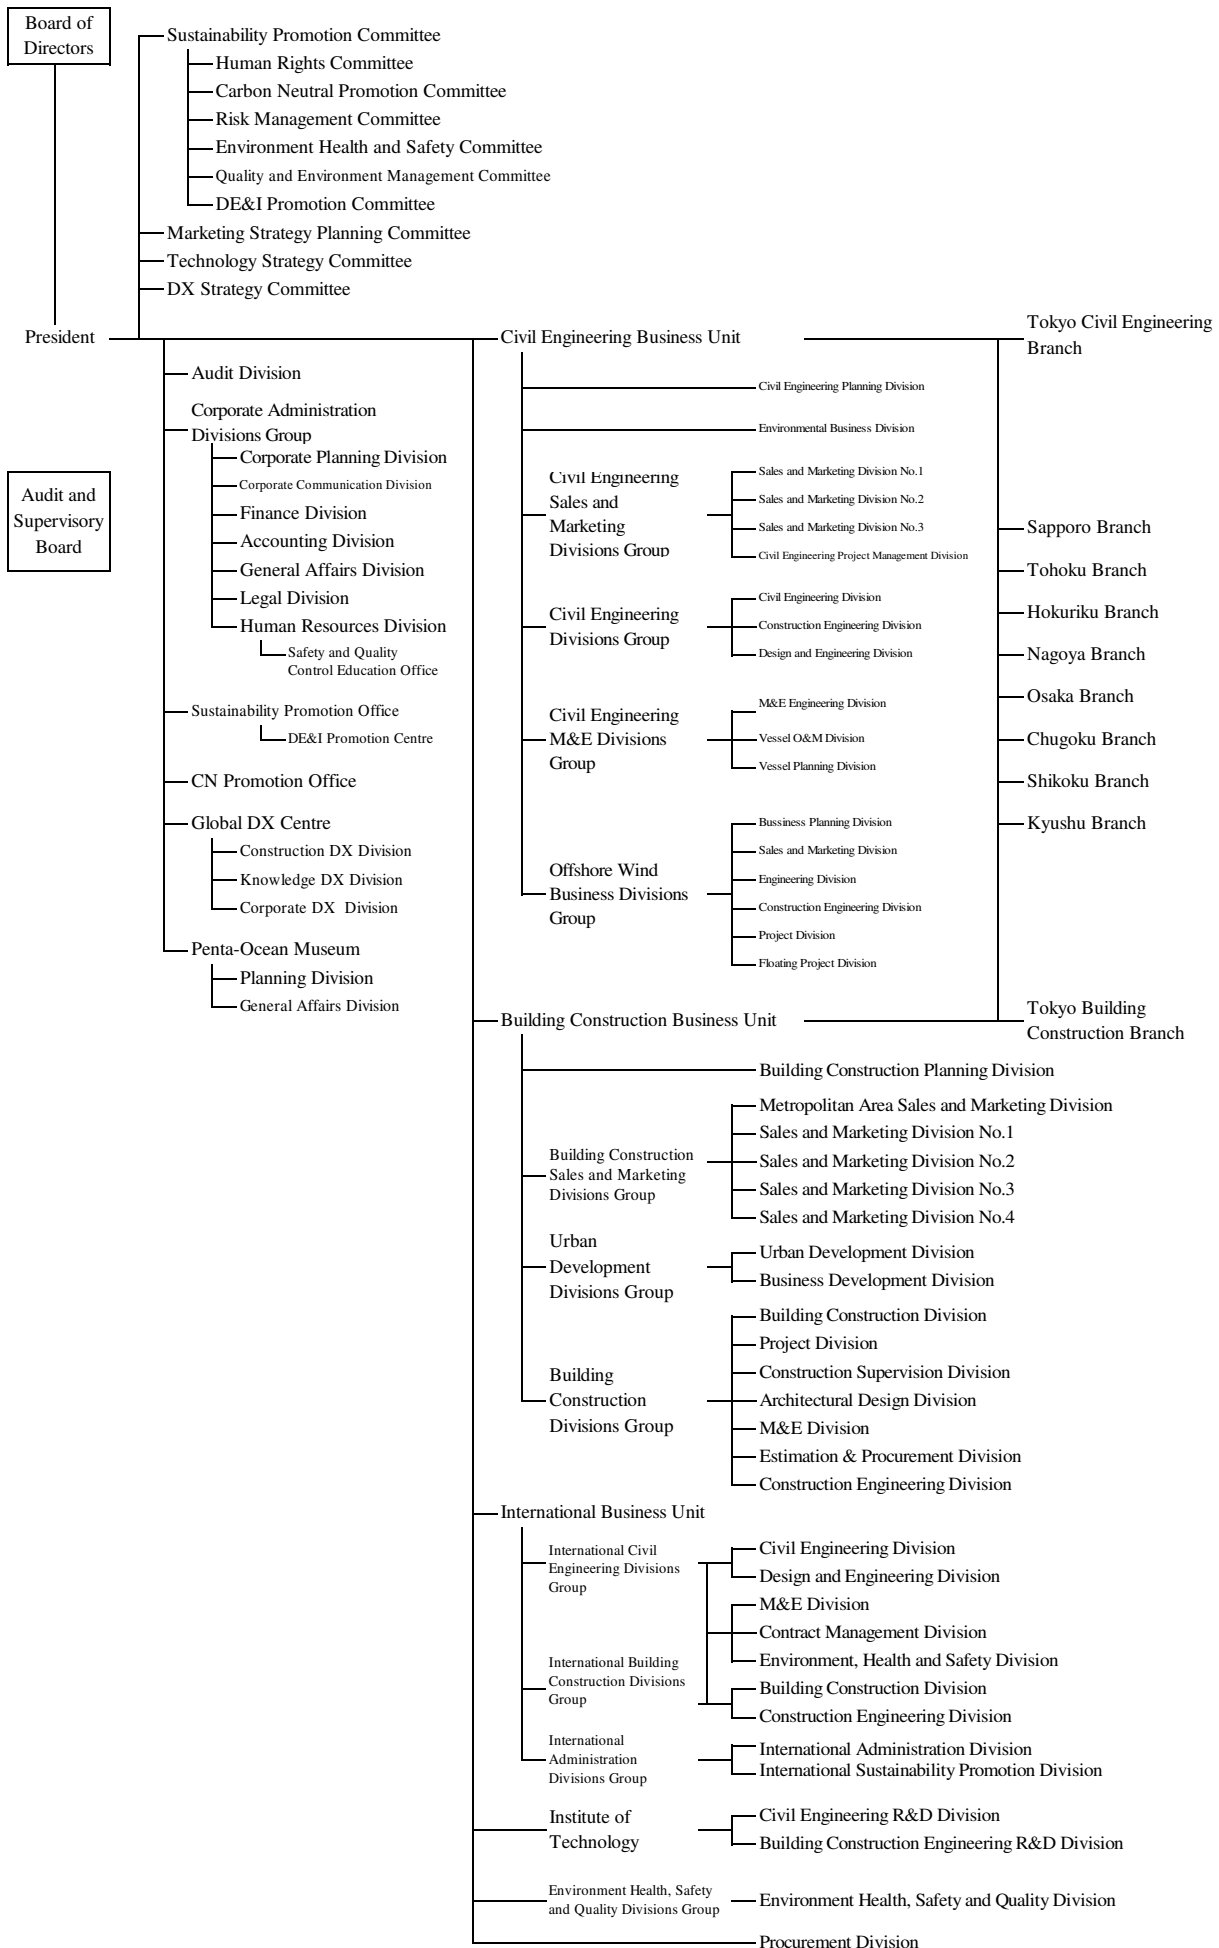 Board of
Directors
Sustainability Promotion Committee
Human Rights Committee
Carbon Neutral Promotion Committee
Risk Management Committee
Environment Health and Safety Committee
Quality and Environment Management Committee
DE&I Promotion Committee
Marketing Strategy Planning Committee
Technology Strategy Committee
DX Strategy Committee
President
Audit Division
Corporate Administration
Divisions Group
Corporate Planning Division
Corporate Communication Division
Finance Division
Accounting Division
General Affairs Division
Legal Division
Human Resources Division
Safety and Quality
Control Education Office
Sustainability Promotion Office
DE&I Promotion Centre
CN Promotion Office
Global DX Centre
Construction DX Division
Knowledge DX Division
Corporate DX  Division
Penta-Ocean Museum
Planning Division
General Affairs Division
Audit and
Supervisory
Board
Civil Engineering Business Unit
Civil Engineering Planning Division
Environmental Business Division
Civil Engineering
Sales and
Marketing
Divisions Group
Sales and Marketing Division No.1
Sales and Marketing Division No.2
Sales and Marketing Division No.3
Civil Engineering Project Management Division
Civil Engineering
Divisions Group
Civil Engineering Division
Construction Engineering Division
Design and Engineering Division
Civil Engineering
M&E Divisions
Group
M&E Engineering Division
Vessel O&M Division
Vessel Planning Division
Offshore Wind
Business Divisions
Group
Bussiness Planning Division
Sales and Marketing Division
Engineering Division
Construction Engineering Division
Project Division
Floating Project Division
Tokyo Civil Engineering
Branch
Sapporo Branch
Tohoku Branch
Hokuriku Branch
Nagoya Branch
Osaka Branch
Chugoku Branch
Shikoku Branch
Kyushu Branch
Tokyo Building
Construction Branch
Building Construction Business Unit
Building Construction Planning Division
Building Construction
Sales and Marketing
Divisions Group
Metropolitan Area Sales and Marketing Division
Sales and Marketing Division No.1
Sales and Marketing Division No.2
Sales and Marketing Division No.3
Sales and Marketing Division No.4
Urban
Development
Divisions Group
Urban Development Division
Business Development Division
Building
Construction
Divisions Group
Building Construction Division
Project Division
Construction Supervision Division
Architectural Design Division
M&E Division
Estimation & Procurement Division
Construction Engineering Division
International Business Unit
International Civil
Engineering Divisions
Group
Civil Engineering Division
Design and Engineering Division
M&E Division
Contract Management Division
Environment, Health and Safety Division
International Building
Construction Divisions
Group
Building Construction Division
Construction Engineering Division
International
Administration
Divisions Group
International Administration Division
International Sustainability Promotion Division
Institute of
Technology
Civil Engineering R&D Division
Building Construction Engineering R&D Division
Environment Health, Safety
and Quality Divisions Group
Environment Health, Safety and Quality Division
Procurement Division